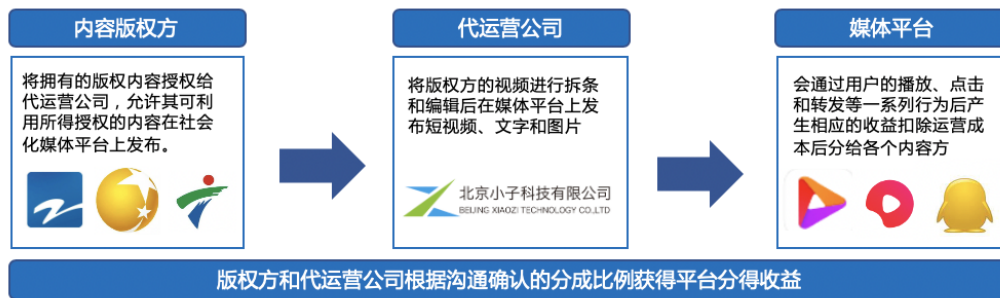 内容版权方
代运营公司
媒体平台
将拥有的版权内容授权给
代运营公司，允许其可利
用所得授权的内容在社会
化媒体平台上发布。
将版权方的视频进行拆条
和编辑后在媒体平台上发
布短视频、文字和图片
北京小子科技有限公司
BEIJING XIAOZI TECHNOLOGY CO.,LTD
会通过用户的播放、点击
和转发等一系列行为后产
生相应的收益扣除运营成
本后分给各个内容方
版权方和代运营公司根据沟通确认的分成比例获得平台分得收益